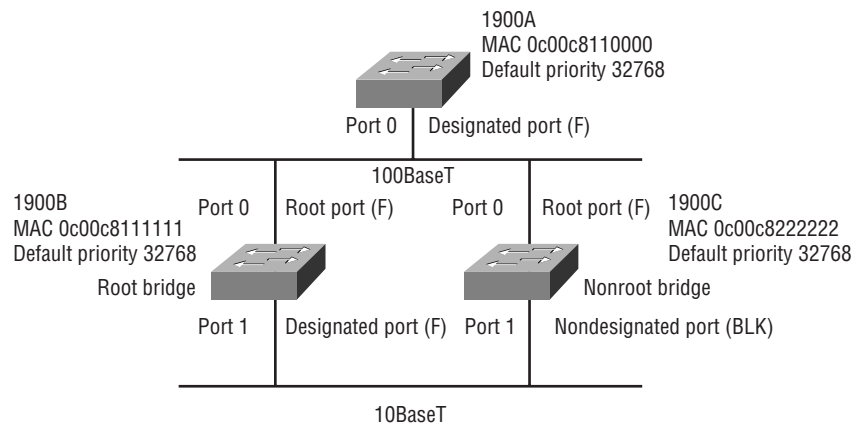 1900A
MAC 0c00c8110000
Default priority 32768
Port 0 Designated port (F)
100BaseT
1900B
MAC 0c00c8111111
Default priority 32768
Root bridge
Port 0 Root port (F)
Port 0 Root port (F)
1900C
MAC 0c00c8222222
Default priority 32768
Nonroot bridge
Port 1 Designated port (F)
Port 1 Nondesignated port (BLK)
10BaseT